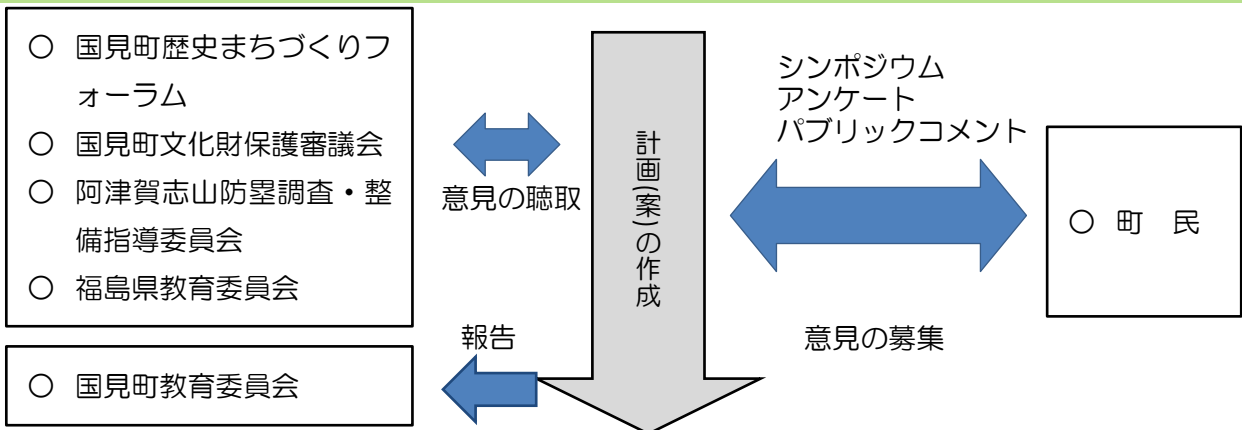 ○ 国見町歴史まちづくりフ
ォーラム
○ 国見町文化財保護審議会
○ 阿津賀志山防塁調査・整
備指導委員会
○ 福島県教育委員会
意見の聴取
報告
○ 国見町教育委員会
計画(案)の作成
シンポジウム
アンケート
パブリックコメント
意見の募集
○ 町 民